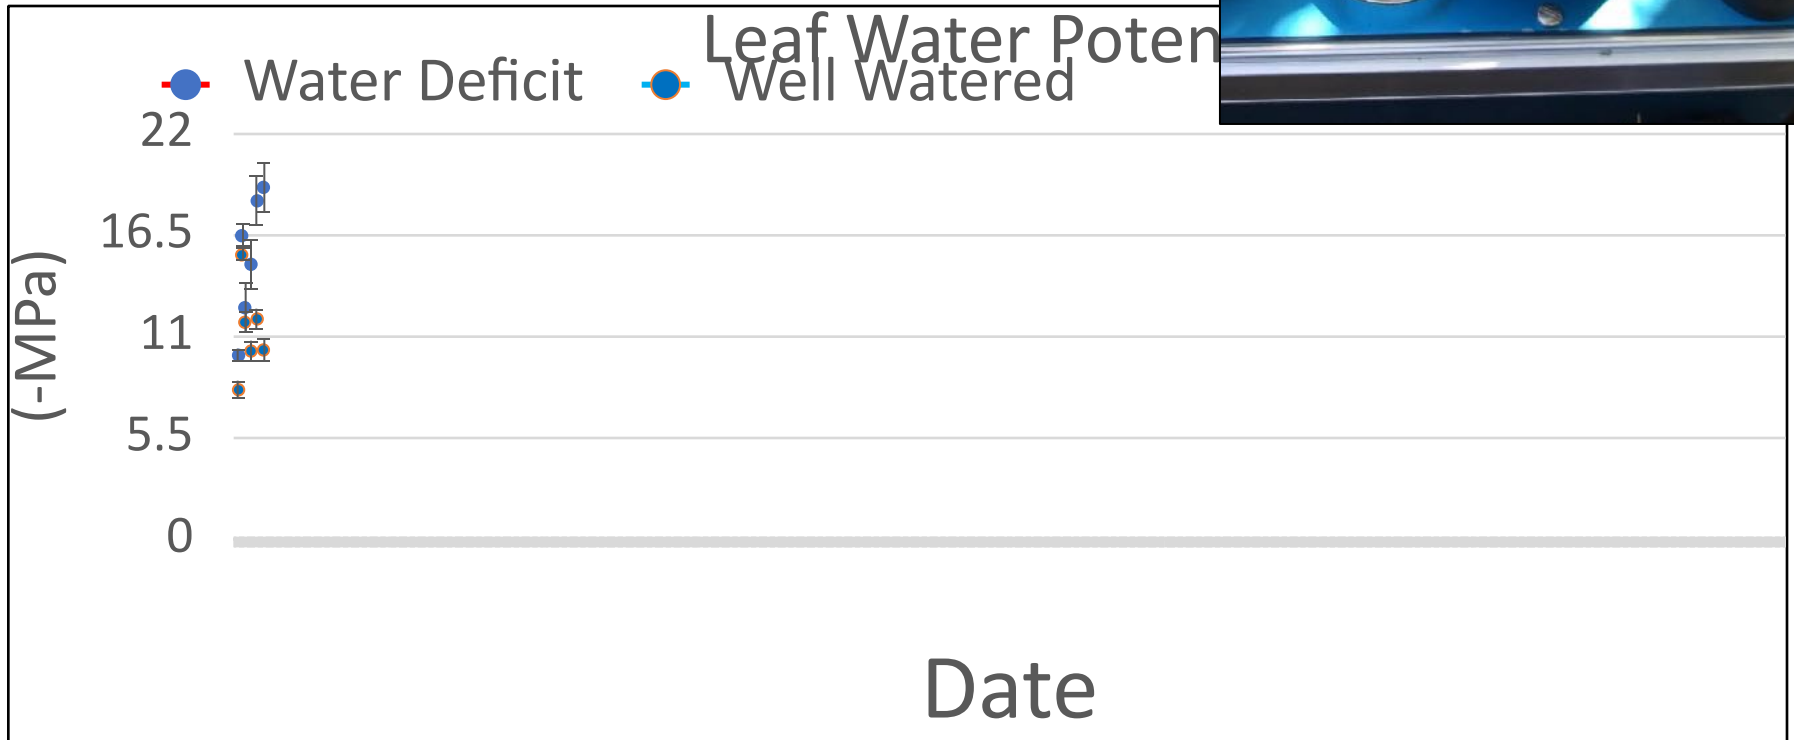 Leaf Water Poten
Water Deficit
Well Watered
22
16.5
11
5.5
0
(-MPa)
Date